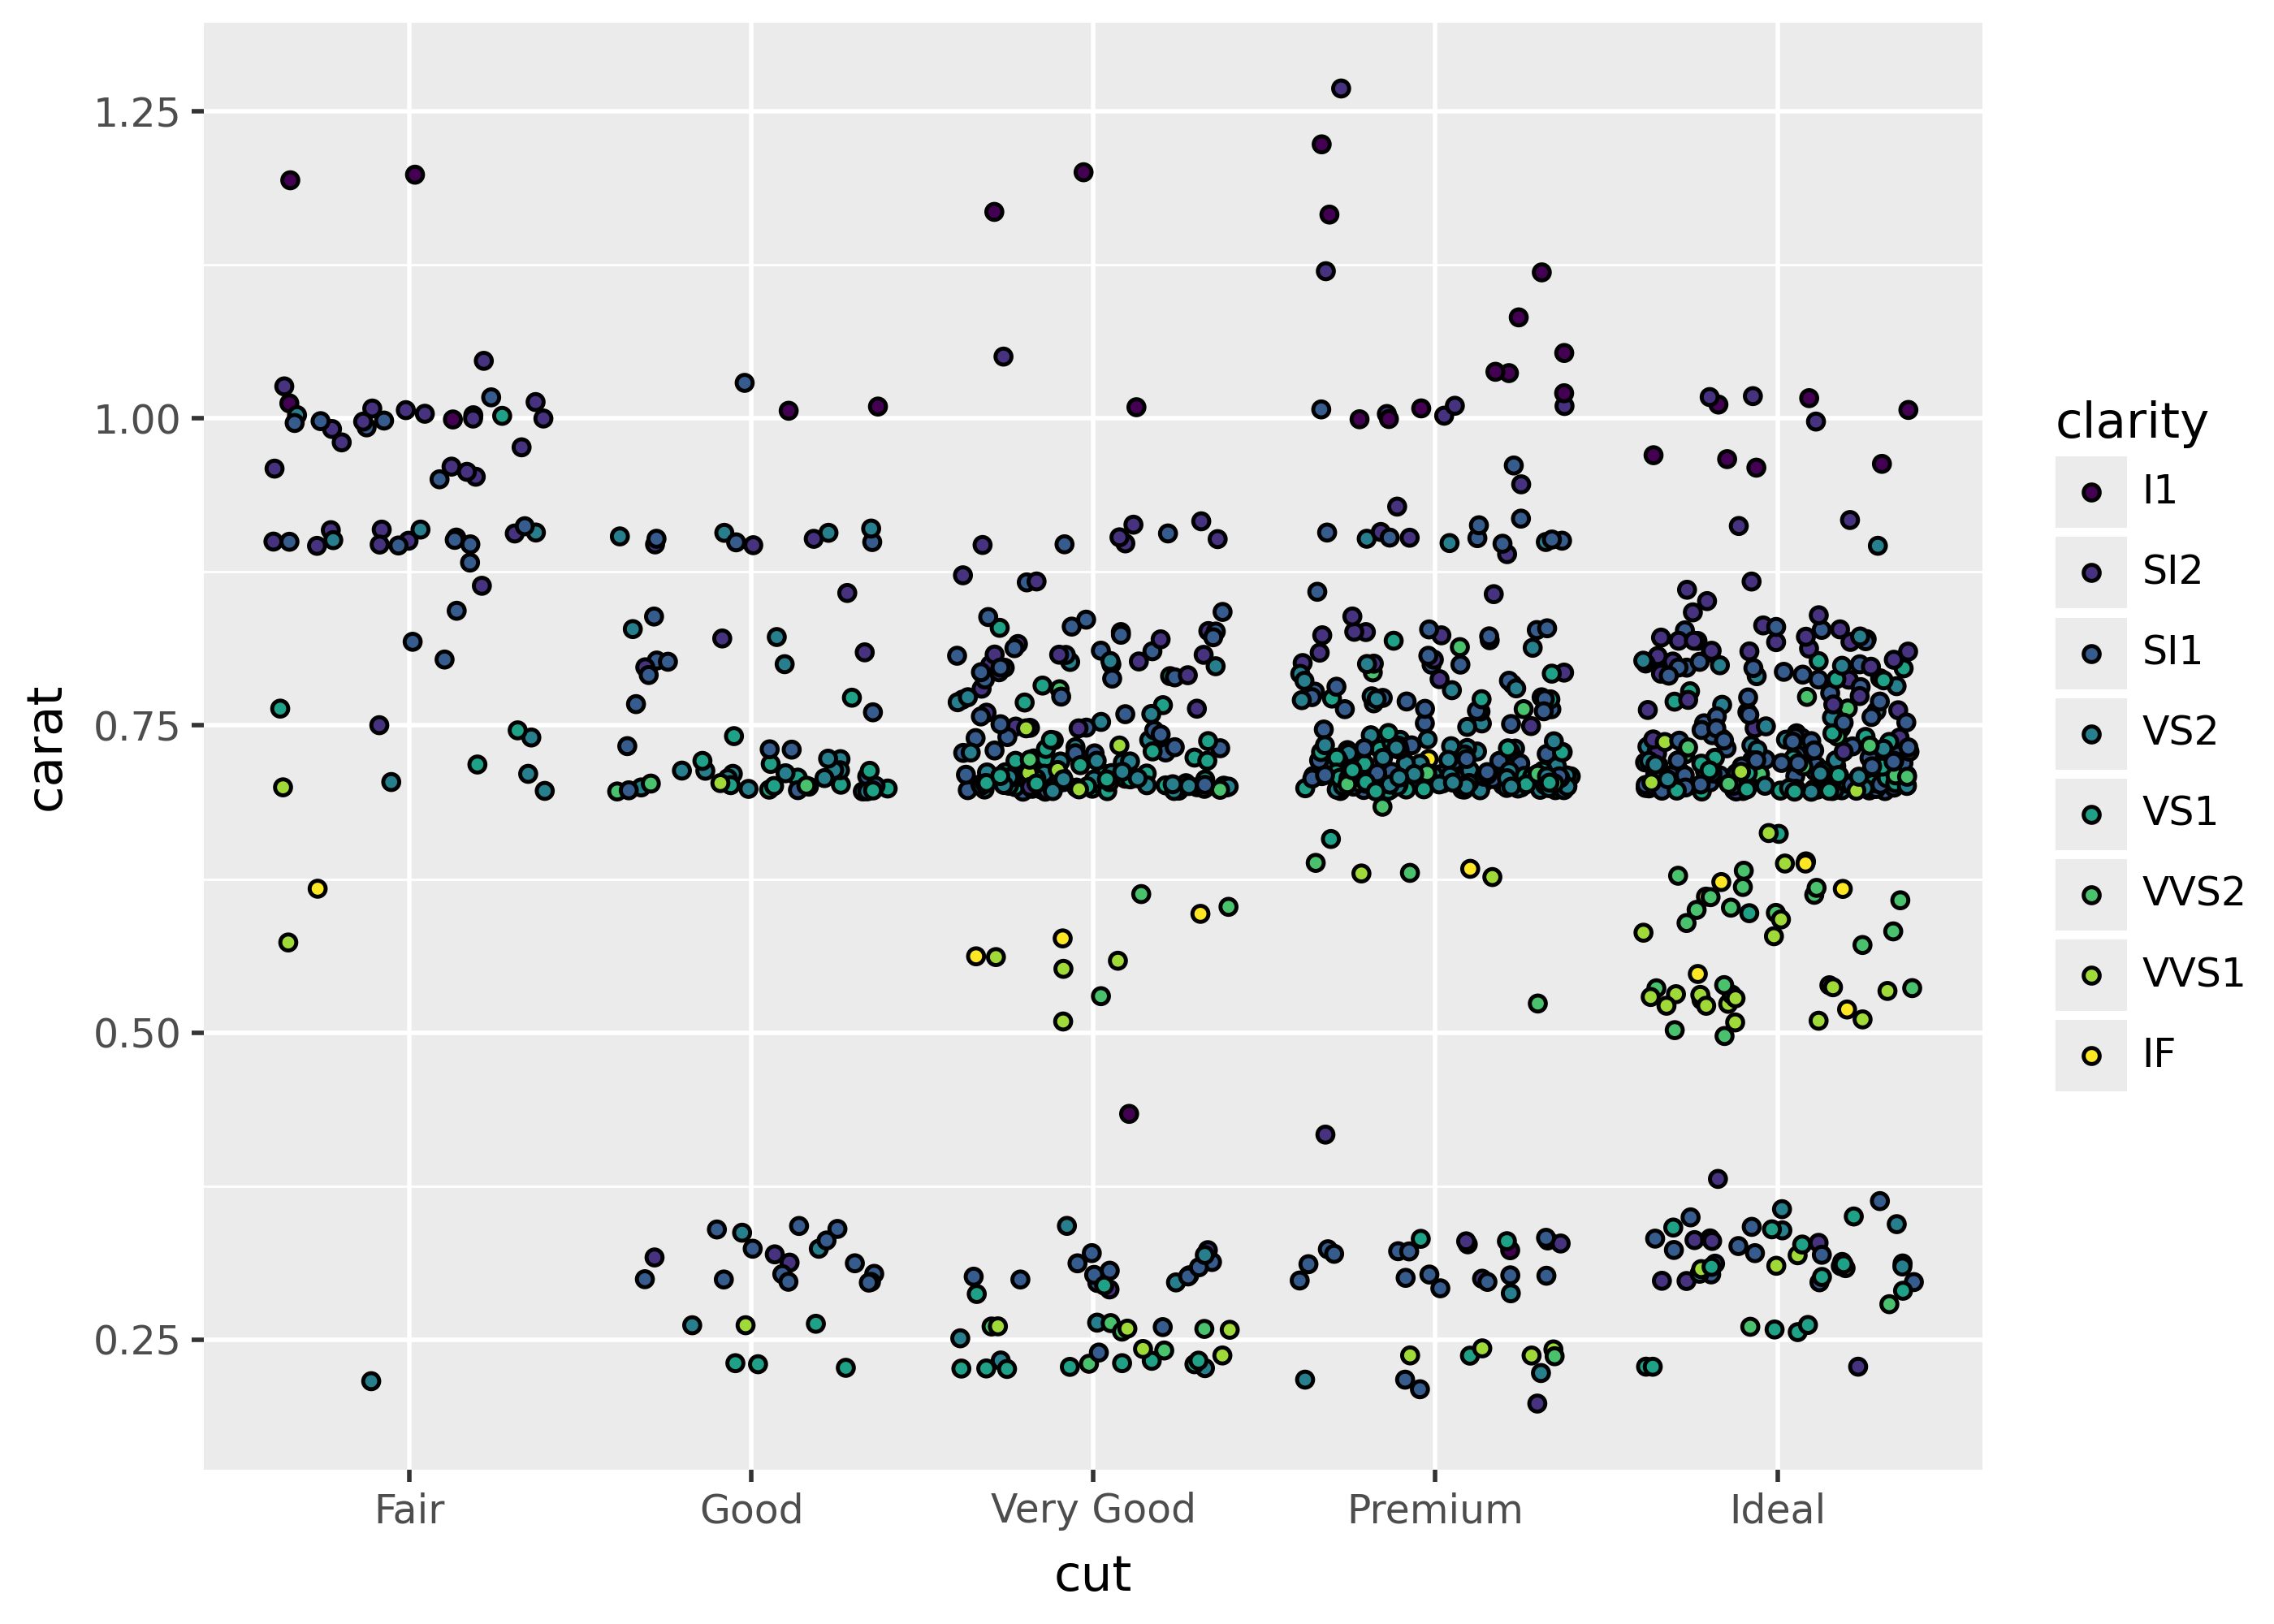 1.25
1.00
0.75
0.50
0.25
carat
Fair
Good
Very Good
Premium
Ideal
cut
clarity
I1
SI2
SI1
VS2
VS1
VVS2
VVS1
IF